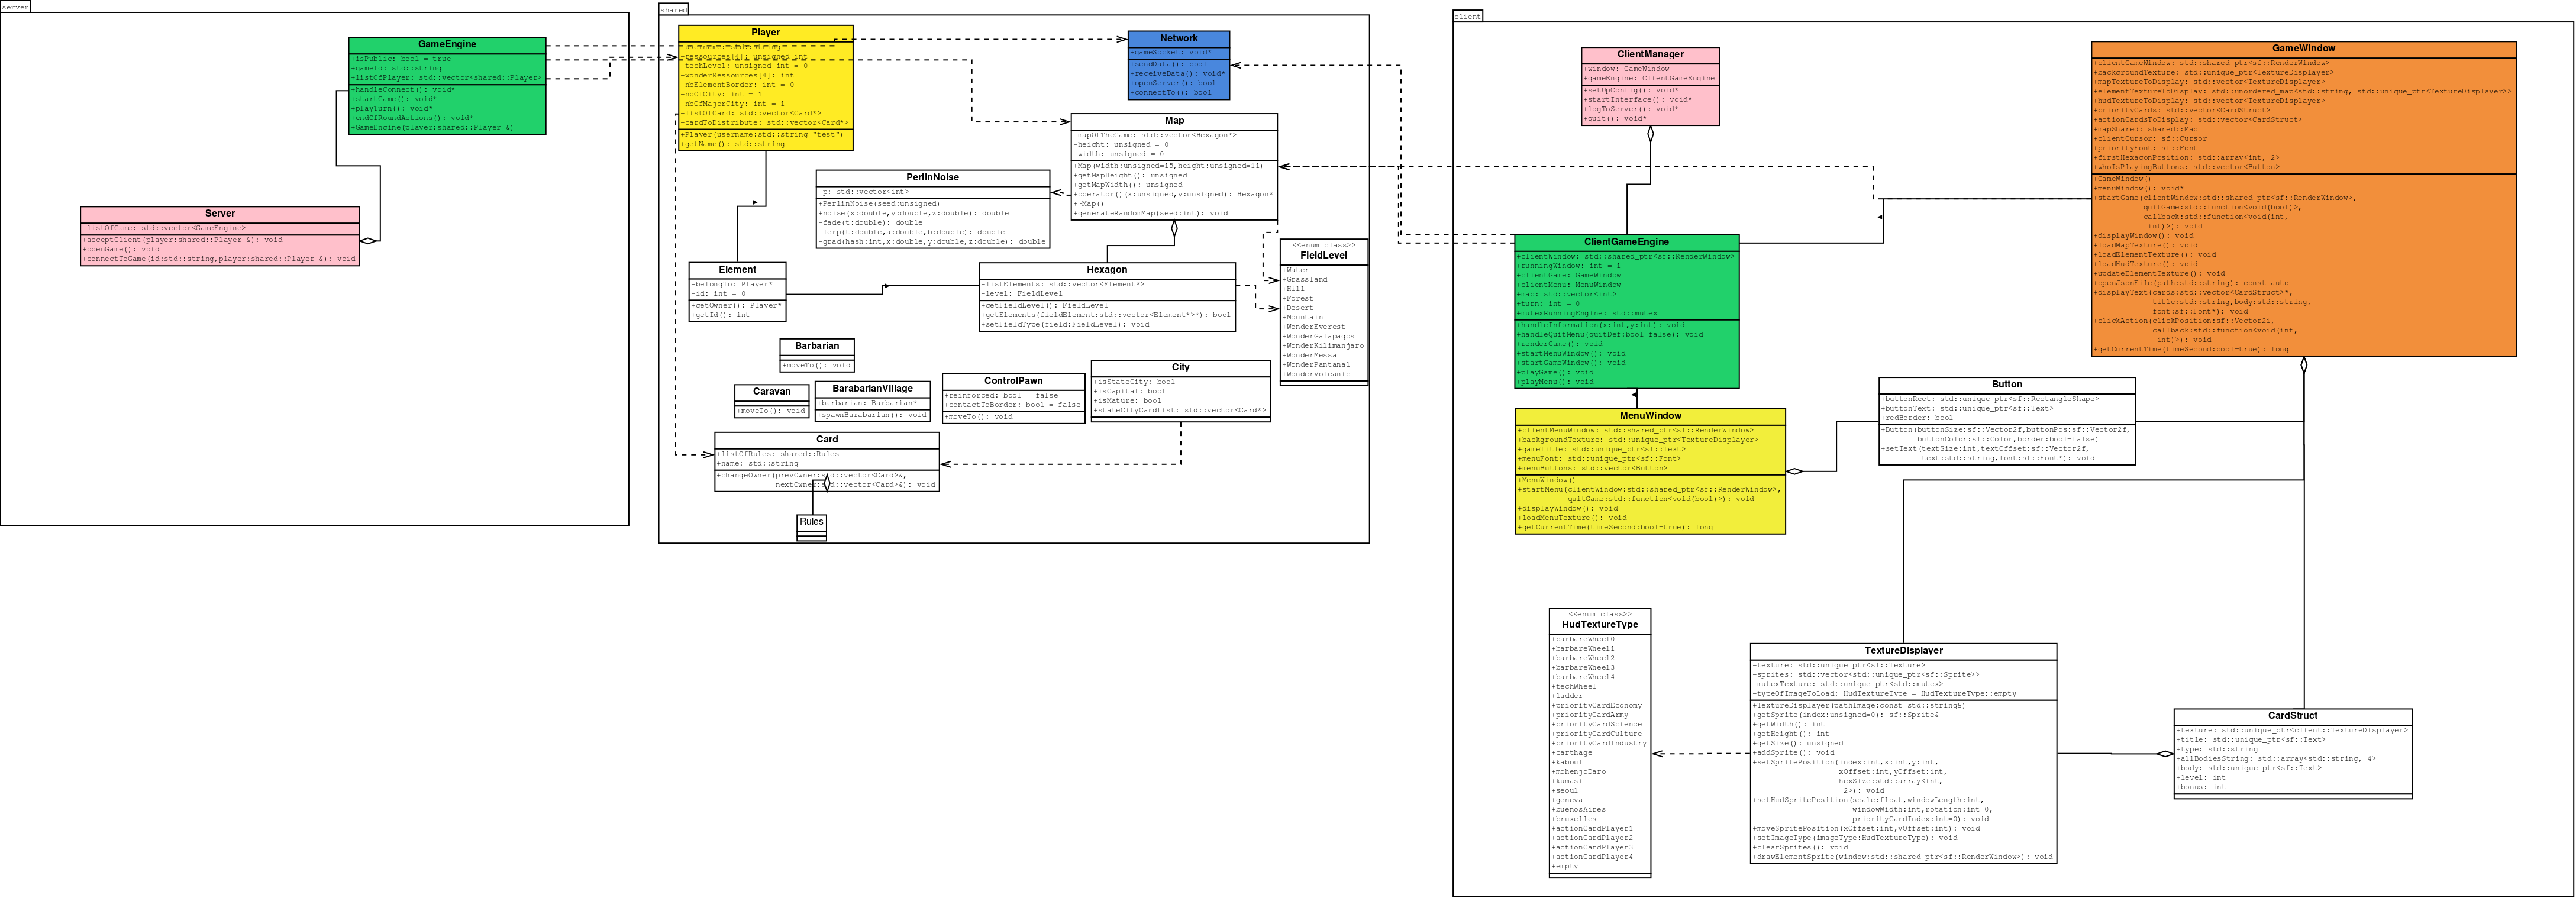 server
GameEngine
+isPublic: bool = true
+gameId: std::string
+listOfPlayer: std::vector<shared::Player>
+handleConnect(): void*
+startGame(): void*
+playTurn(): void*
+endOfRoundActions(): void*
+GameEngine(player:shared::Player &)
Server
-listOfGame: std::vector<GameEngine>
+acceptClient(player:shared::Player &): void
+openGame(): void
+connectToGame(id:std::string,player:shared::Player &): void
shared
Player
-username: std::string
-ressources[4]: unsigned int
-techLevel: unsigned int = 0
-wonderRessources[4]: int
-nbElementBorder: int = 0
-nbOfCity: int = 1
-nbOfMajorCity: int = 1
-listOfCard: std::vector<Card*>
-cardToDistribute: std::vector<Card*>
+Player(username:std::string="test")
+getName(): std::string
Network
+gameSocket: void*
+sendData(): bool
+receiveData(): void*
+openServer(): bool
+connectTo(): bool
Map
-mapOfTheGame: std::vector<Hexagon*>
-height: unsigned = 0
-width: unsigned = 0
+Map(width:unsigned=15,height:unsigned=11)
+getMapHeight(): unsigned
+getMapWidth(): unsigned
+operator()(x:unsigned,y:unsigned): Hexagon*
+~Map()
+generateRandomMap(seed:int): void
PerlinNoise
-p: std::vector<int>
+PerlinNoise(seed:unsigned)
+noise(x:double,y:double,z:double): double
-fade(t:double): double
-lerp(t:double,a:double,b:double): double
-grad(hash:int,x:double,y:double,z:double): double
Element
-belongTo: Player*
-id: int = 0
+getOwner(): Player*
+getId(): int
Hexagon
-listElements: std::vector<Element*>
-level: FieldLevel
+getFieldLevel(): FieldLevel
+getElements(fieldElement:std::vector<Element*>*): bool
+setFieldType(field:FieldLevel): void
<<enum class>>
FieldLevel
+Water
+Grassland
+Hill
+Forest
+Desert
+Mountain
+WonderEverest
+WonderGalapagos
+WonderKilimanjaro
+WonderMessa
+WonderPantanal
+WonderVolcanic
Barbarian
+moveTo(): void
Caravan
+moveTo(): void
BarabarianVillage
+barbarian: Barbarian*
+spawnBarabarian(): void
ControlPawn
+reinforced: bool = false
+contactToBorder: bool = false
+moveTo(): void
City
+isStateCity: bool
+isCapital: bool
+isMature: bool
+stateCityCardList: std::vector<Card*>
Card
+listOfRules: shared::Rules
+name: std::string
+changeOwner(prevOwner:std::vector<Card>&,
nextOwner:std::vector<Card>&): void
Rules
client
ClientManager
+window: GameWindow
+gameEngine: ClientGameEngine
+setUpConfig(): void*
+startInterface(): void*
+logToServer(): void*
+quit(): void*
GameWindow
+clientGameWindow: std::shared_ptr<sf::RenderWindow>
+backgroundTexture: std::unique_ptr<TextureDisplayer>
+mapTextureToDisplay: std::vector<TextureDisplayer>
+elementTextureToDisplay: std::unordered_map<std::string, std::unique_ptr<TextureDisplayer>>
+hudTextureToDisplay: std::vector<TextureDisplayer>
+priorityCards: std::vector<CardStruct>
+actionCardsToDisplay: std::vector<CardStruct>
+mapShared: shared::Map
+clientCursor: sf::Cursor
+priorityFont: sf::Font
+firstHexagonPosition: std::array<int, 2>
+whoIsPlayingButtons: std::vector<Button>
+GameWindow()
+menuWindow(): void*
+startGame(clientWindow:std::shared_ptr<sf::RenderWindow>,
quitGame:std::function<void(bool)>,
callback:std::function<void(int,
int)>): void
+displayWindow(): void
+loadMapTexture(): void
+loadElementTexture(): void
+loadHudTexture(): void
+updateElementTexture(): void
+openJsonFile(path:std::string): const auto
+displayText(cards:std::vector<CardStruct>*,
title:std::string,body:std::string,
font:sf::Font*): void
+clickAction(clickPosition:sf::Vector2i,
callback:std::function<void(int,
int)>): void
+getCurrentTime(timeSecond:bool=true): long
ClientGameEngine
+clientWindow: std::shared_ptr<sf::RenderWindow>
+runningWindow: int = 1
+clientGame: GameWindow
+clientMenu: MenuWindow
+map: std::vector<int>
+turn: int = 0
+mutexRunningEngine: std::mutex
+handleInformation(x:int,y:int): void
+handleQuitMenu(quitDef:bool=false): void
+renderGame(): void
+startMenuWindow(): void
+startGameWindow(): void
+playGame(): void
+playMenu(): void
MenuWindow
+clientMenuWindow: std::shared_ptr<sf::RenderWindow>
+backgroundTexture: std::unique_ptr<TextureDisplayer>
+gameTitle: std::unique_ptr<sf::Text>
+menuFont: std::unique_ptr<sf::Font>
+menuButtons: std::vector<Button>
+MenuWindow()
+startMenu(clientWindow:std::shared_ptr<sf::RenderWindow>,
quitGame:std::function<void(bool)>): void
+displayWindow(): void
+loadMenuTexture(): void
+getCurrentTime(timeSecond:bool=true): long
Button
+buttonRect: std::unique_ptr<sf::RectangleShape>
+buttonText: std::unique_ptr<sf::Text>
+redBorder: bool
+Button(buttonSize:sf::Vector2f,buttonPos:sf::Vector2f,
buttonColor:sf::Color,border:bool=false)
+setText(textSize:int,textOffset:sf::Vector2f,
text:std::string,font:sf::Font*): void
<<enum class>>
HudTextureType
+barbareWheel0
+barbareWheel1
+barbareWheel2
+barbareWheel3
+barbareWheel4
+techWheel
+ladder
+priorityCardEconomy
+priorityCardArmy
+priorityCardScience
+priorityCardCulture
+priorityCardIndustry
+carthage
+kaboul
+mohenjoDaro
+kumasi
+seoul
+geneva
+buenosAires
+bruxelles
+actionCardPlayer1
+actionCardPlayer2
+actionCardPlayer3
+actionCardPlayer4
+empty
TextureDisplayer
-texture: std::unique_ptr<sf::Texture>
-sprites: std::vector<std::unique_ptr<sf::Sprite>>
-mutexTexture: std::unique_ptr<std::mutex>
-typeOfImageToLoad: HudTextureType = HudTextureType::empty
+TextureDisplayer(pathImage:const std::string&)
+getSprite(index:unsigned=0): sf::Sprite&
+getWidth(): int
+getHeight(): int
+getSize(): unsigned
+addSprite(): void
+setSpritePosition(index:int,x:int,y:int,
xOffset:int,yOffset:int,
hexSize:std::array<int,
2>): void
+setHudSpritePosition(scale:float,windowLength:int,
windowWidth:int,rotation:int=0,
priorityCardIndex:int=0): void
+moveSpritePosition(xOffset:int,yOffset:int): void
+setImageType(imageType:HudTextureType): void
+clearSprites(): void
+drawElementSprite(window:std::shared_ptr<sf::RenderWindow>): void
CardStruct
+texture: std::unique_ptr<client::TextureDisplayer>
+title: std::unique_ptr<sf::Text>
+type: std::string
+allBodiesString: std::array<std::string, 4>
+body: std::unique_ptr<sf::Text>
+level: int
+bonus: int